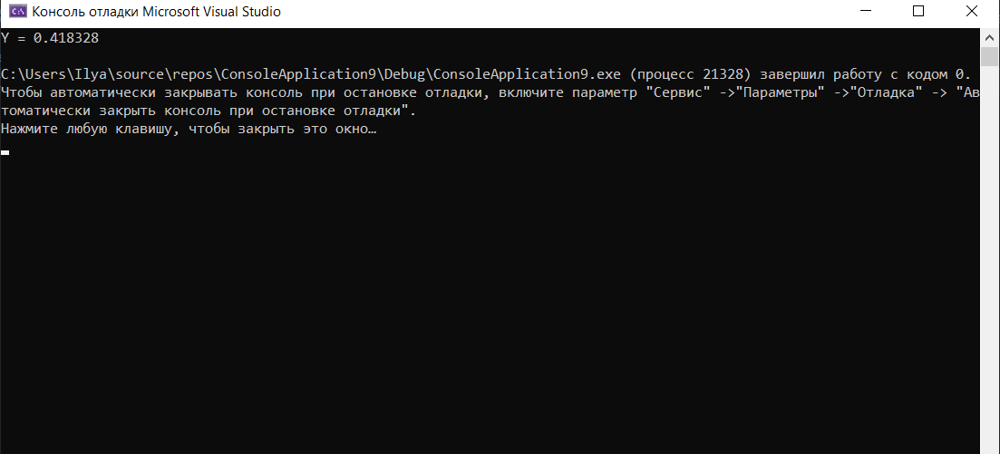 Консоль отладки Microsoft Visual Studio
Y = 0.418328
C:\Users\Ilya\source\repos\ConsoleApplication9\Debug\ConsoleApplication9.exe (процесс 21328) завершил работу с кодом 0.
Чтобы автоматически закрывать консоль при остановке отладки, включите параметр "Сервис" ->"Параметры" ->"Отладка" -> "Ав
томатически закрыть консоль при остановке отладки".
Нажмите любую клавишу, чтобы закрыть это окно…